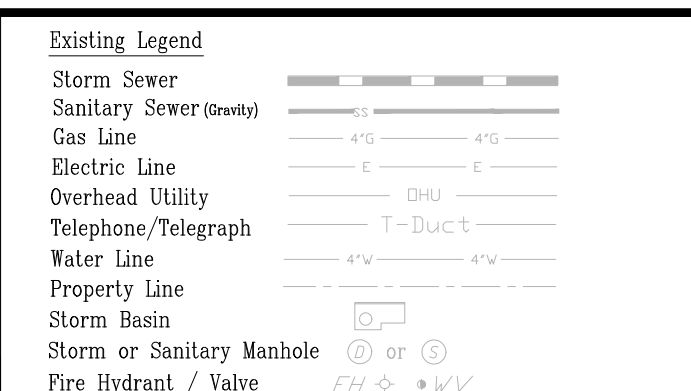 Existing Legend
Storm Sewer
Sanitary Sewer (Gravity) SS
Gas Line 4"G 4"G
Electric Line E E
Overhead Utility OHU
Telephone/Telegraph T-Duct
Water Line 4"W 4"W
Property Line
Storm Basin
Storm or Sanitary Manhole D or S
Fire Hydrant / Valve FH WV